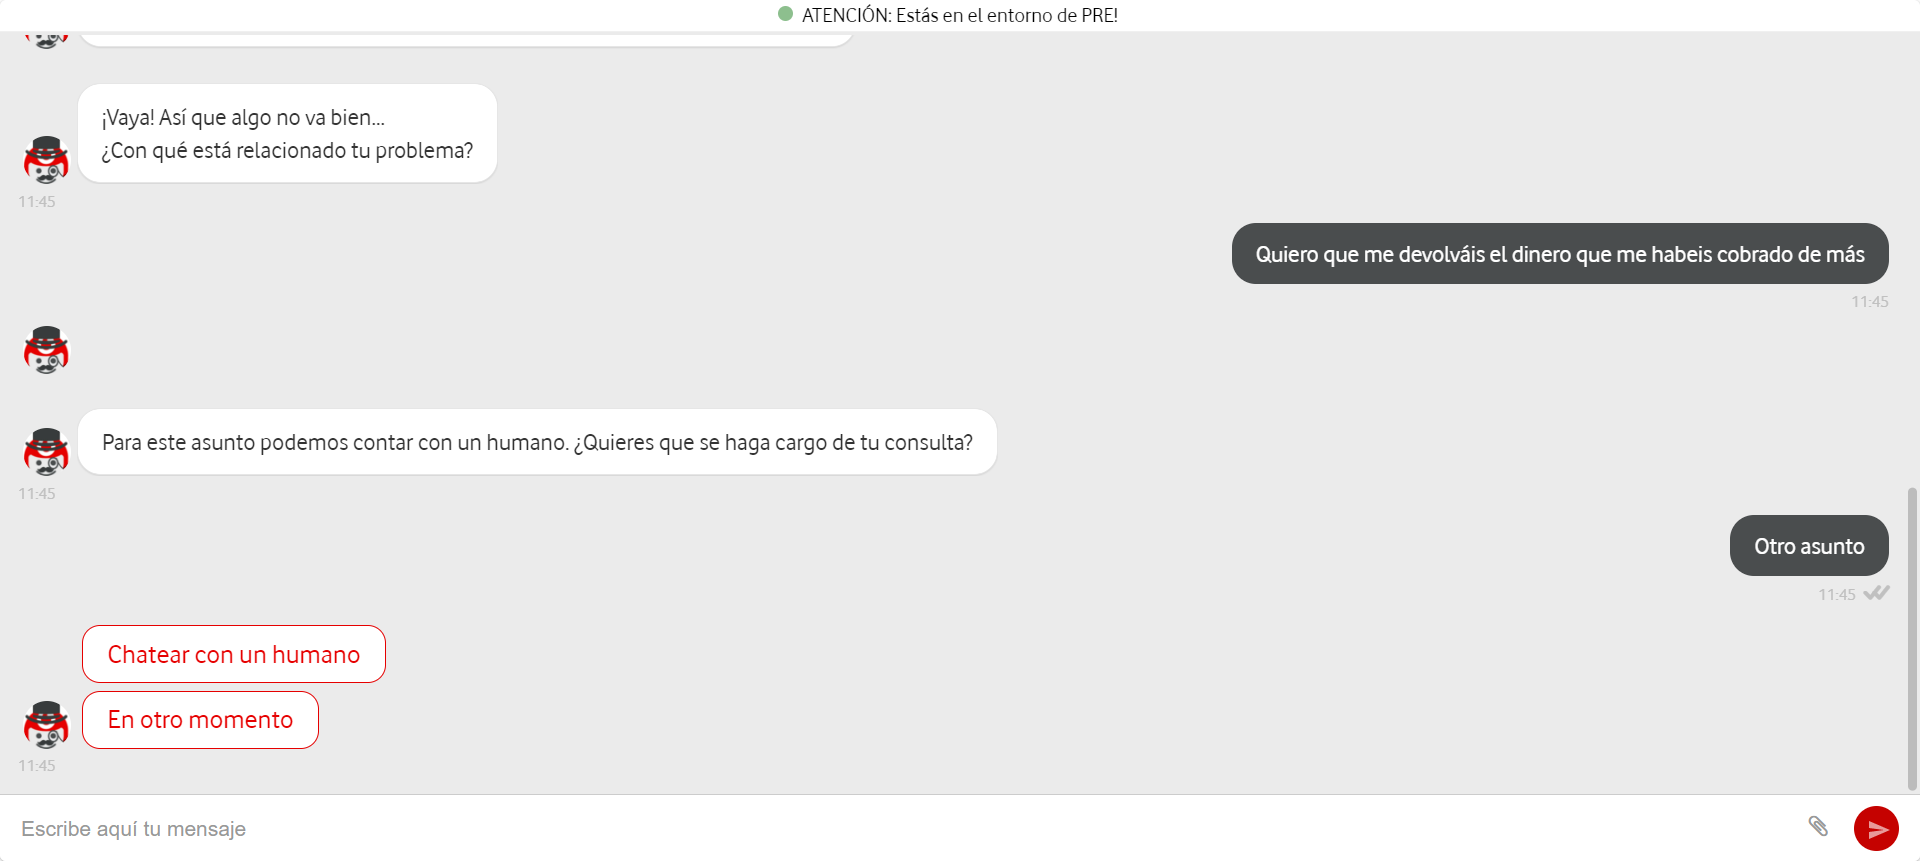 ATENCIÓN: Estás en el entorno de PRE!
¡Vaya! Así que algo no va bien...
¿Con qué está relacionado tu problema?
11:45
Quiero que me devolváis el dinero que me habeis cobrado de más
11:45
Para este asunto podemos contar con un humano. ¿Quieres que se haga cargo de tu consulta?
11:45
Otro asunto
11:45
Chatear con un humano
En otro momento
11:45
Escribe aquí tu mensaje